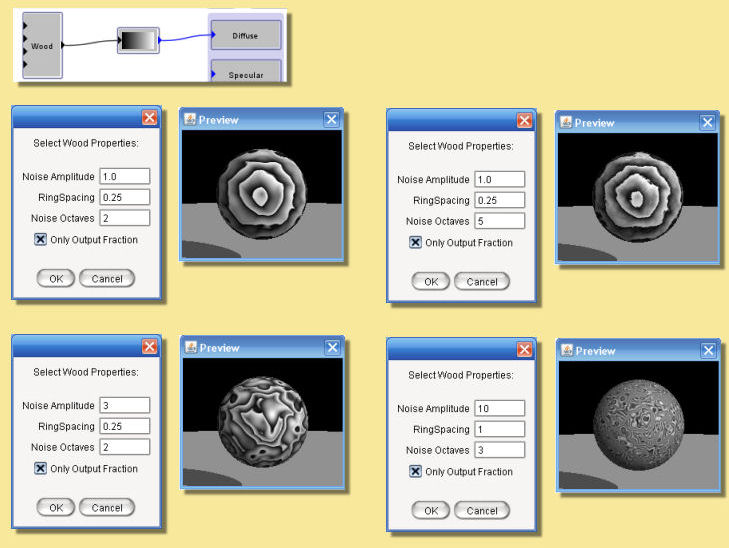 Wood
Diffuse
Specular
Select Wood Properties:
Noise Amplitude 1.0
RingSpacing 0.25
Noise Octaves 2
Only Output Fraction
OK Cancel
Preview
Select Wood Properties:
Noise Amplitude 1.0
RingSpacing 0.25
Noise Octaves 5
Only Output Fraction
OK Cancel
Preview
Select Wood Properties:
Noise Amplitude 3
RingSpacing 0.25
Noise Octaves 2
Only Output Fraction
OK Cancel
Preview
Select Wood Properties:
Noise Amplitude 10
RingSpacing 1
Noise Octaves 3
Only Output Fraction
OK Cancel
Preview